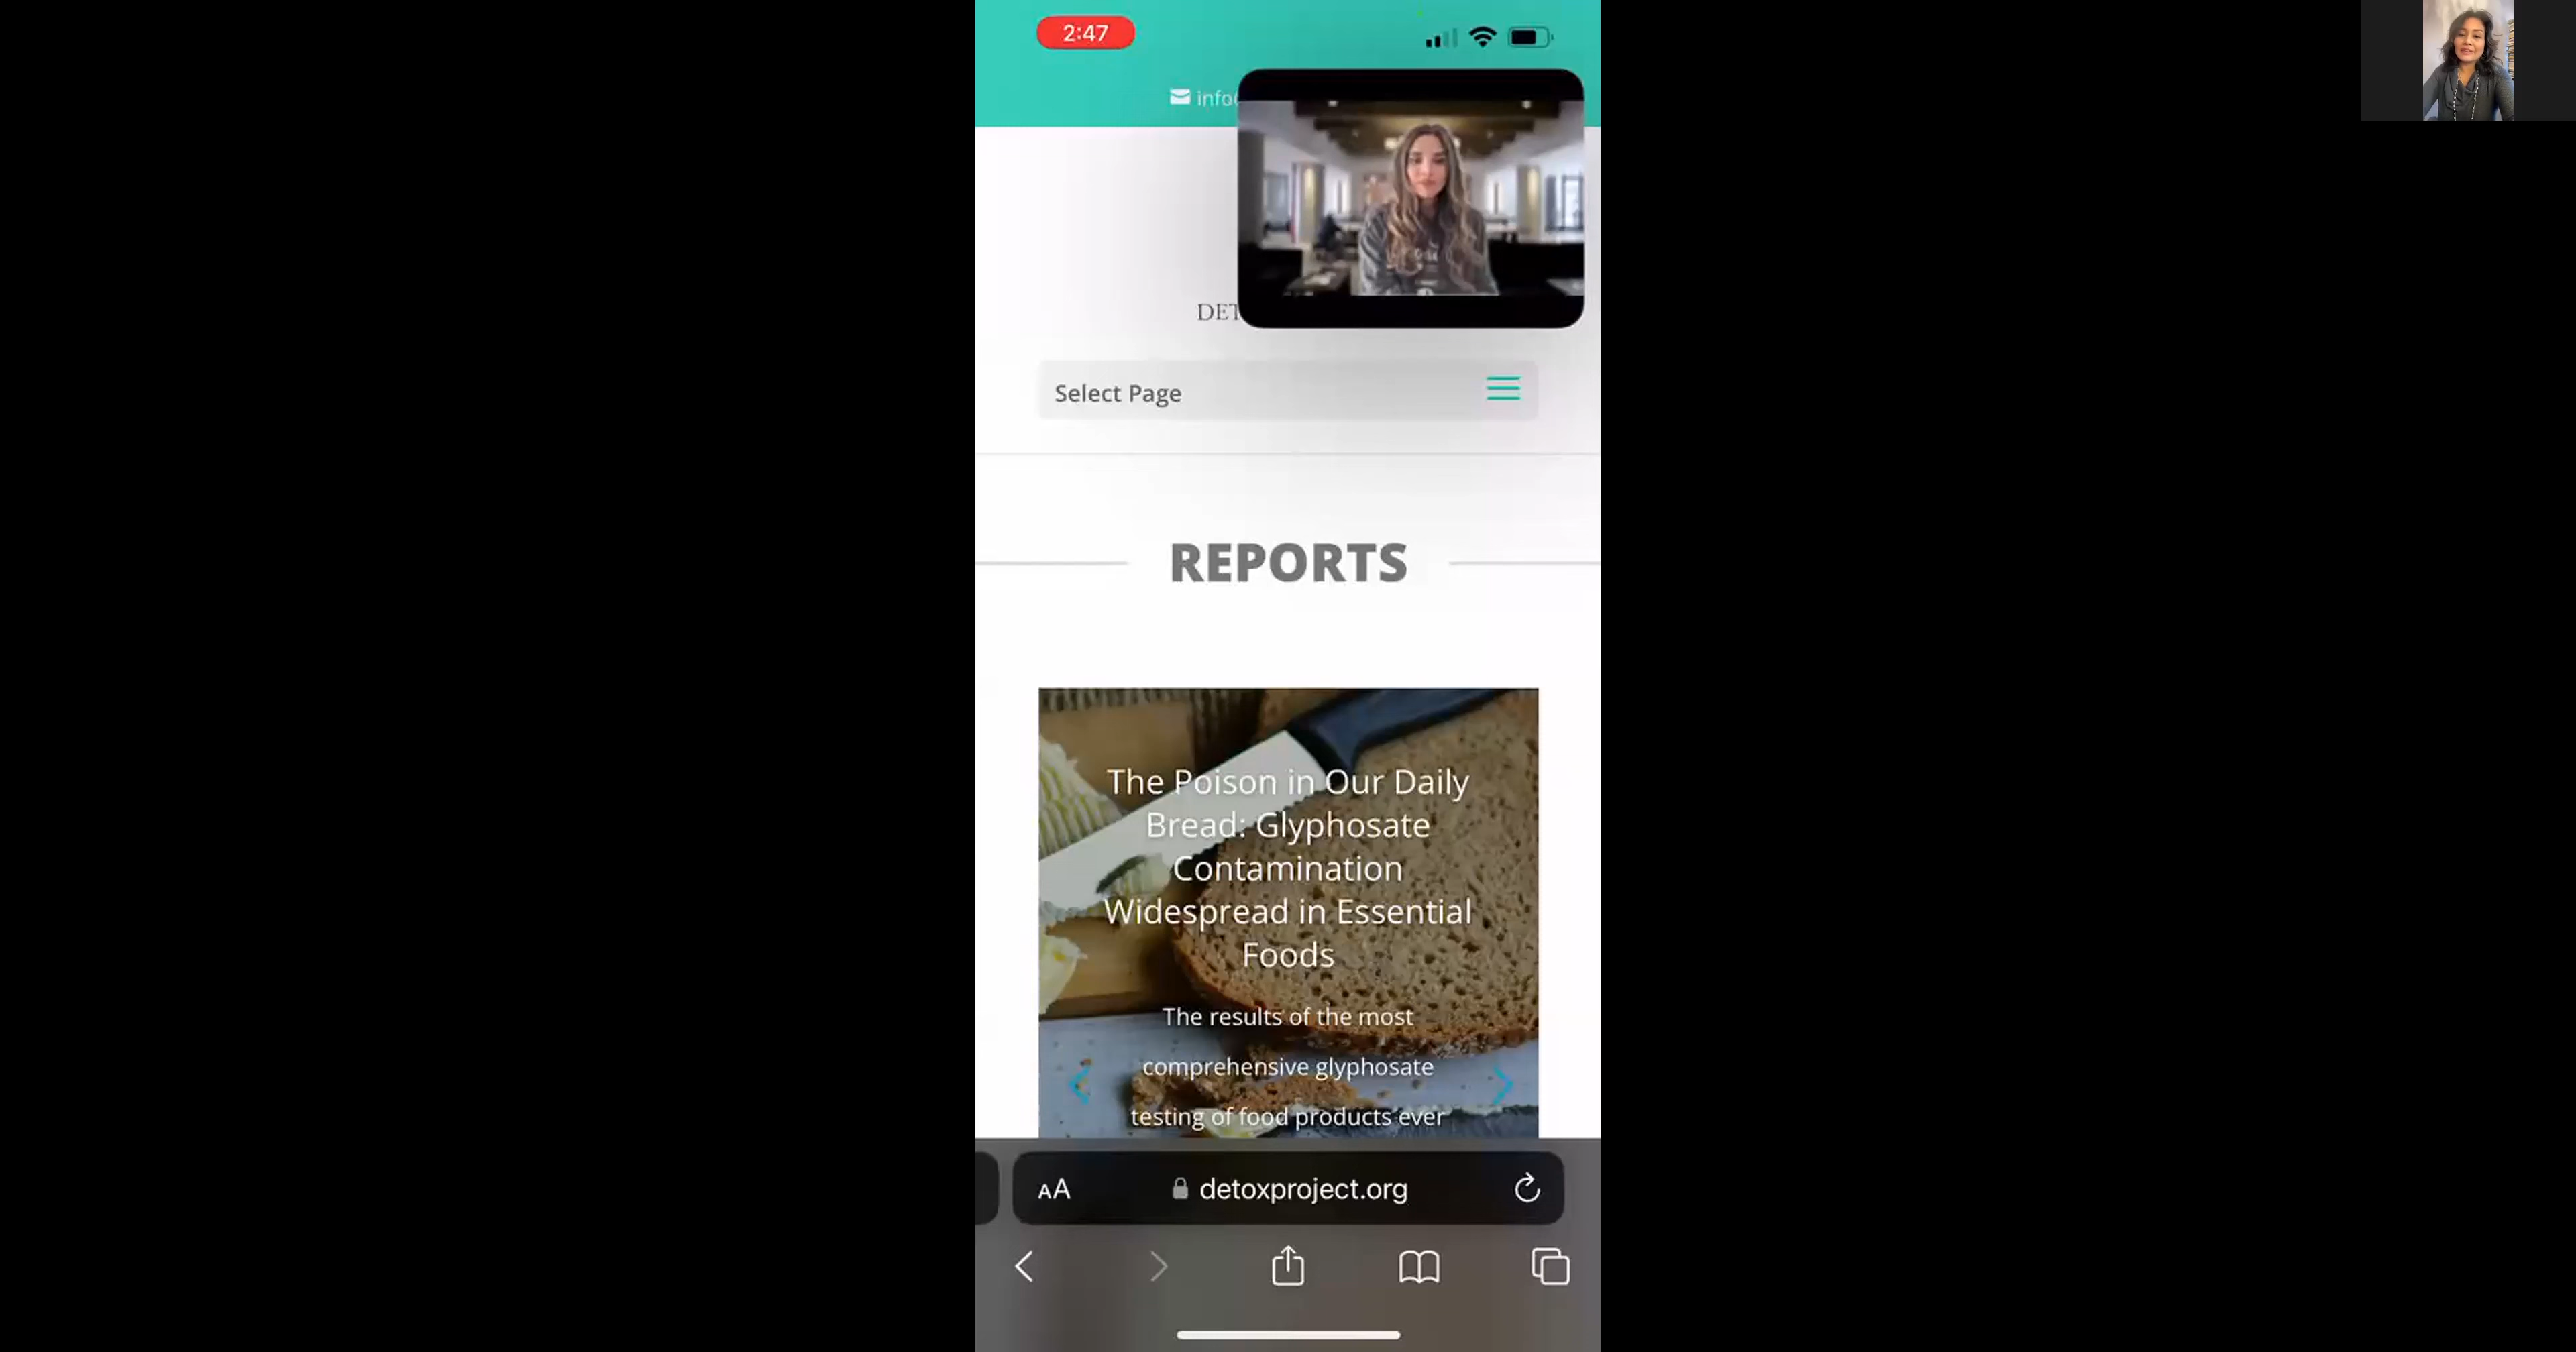 2:47
info
DET
Select Page
REPORTS
The Poison in Our Daily
Bread: Glyphosate
Contamination
Widespread in Essential
Foods
The results of the most
comprehensive glyphosate
testing of food products ever
AA
detoxproject.org